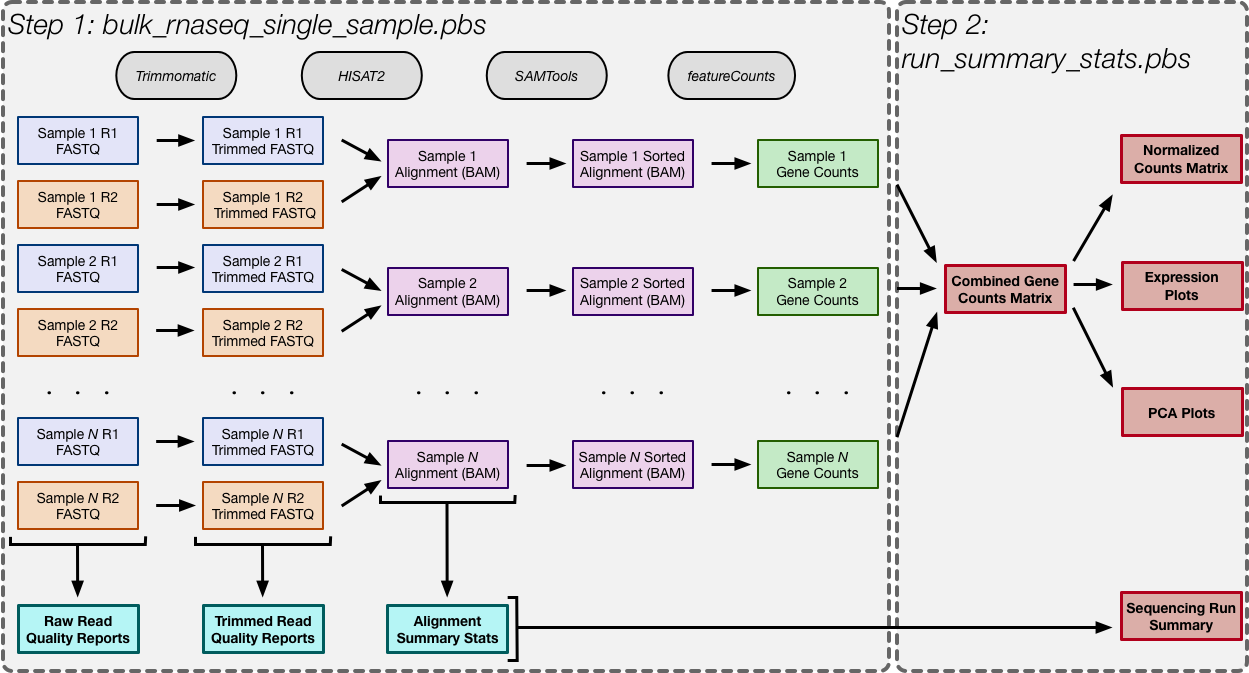 Step 1: bulk_rnaseq_single_sample.pbs
Trimmomatic
HISAT2
SAMTools
featureCounts
Sample 1 R1
FASTQ
Sample 1 R1
Trimmed FASTQ
Sample 1 R2
FASTQ
Sample 1 R2
Trimmed FASTQ
Sample 1
Alignment (BAM)
Sample 1 Sorted
Alignment (BAM)
Sample 1
Gene Counts
Sample 2 R1
FASTQ
Sample 2 R1
Trimmed FASTQ
Sample 2 R2
FASTQ
Sample 2 R2
Trimmed FASTQ
Sample 2
Alignment (BAM)
Sample 2 Sorted
Alignment (BAM)
Sample 2
Gene Counts
. . .
. . .
. . .
. . .
. . .
Sample N R1
FASTQ
Sample N R1
Trimmed FASTQ
Sample N R2
FASTQ
Sample N R2
Trimmed FASTQ
Sample N
Alignment (BAM)
Sample N Sorted
Alignment (BAM)
Sample N
Gene Counts
Raw Read
Quality Reports
Trimmed Read
Quality Reports
Alignment
Summary Stats
Step 2:
run_summary_stats.pbs
Combined Gene
Counts Matrix
Normalized
Counts Matrix
Expression
Plots
PCA Plots
Sequencing Run
Summary